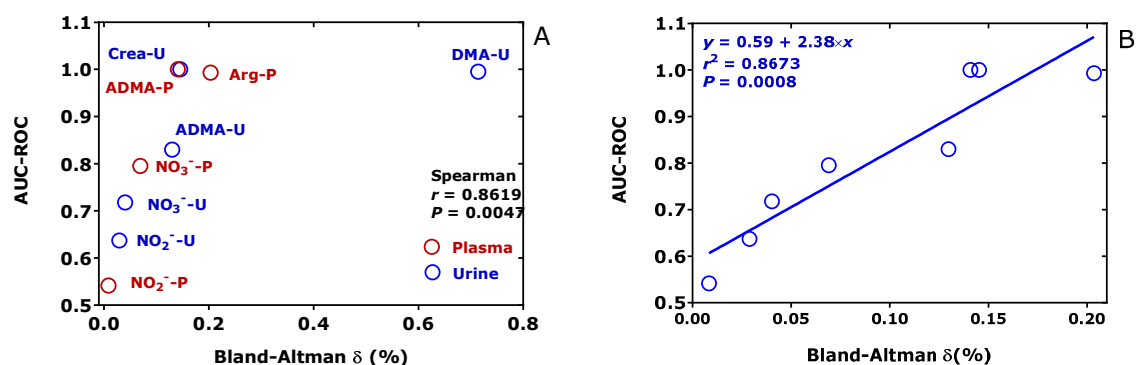 A
1.1
1.0
0.9
0.8
0.7
0.6
0.5
AUC-ROC
Crea-U
DMA-U
ADMA-P
Arg-P
ADMA-U
NO₃⁻-P
NO₃⁻-U
NO₂⁻-U
NO₂⁻-P
Spearman
r = 0.8619
P = 0.0047
Plasma
Urine
0.0 0.2 0.4 0.6 0.8
Bland-Altman δ (%)
B
y = 0.59 + 2.38×x
r² = 0.8673
P = 0.0008
1.1
1.0
0.9
0.8
0.7
0.6
0.5
AUC-ROC
0.00 0.05 0.10 0.15 0.20
Bland-Altman δ(%)